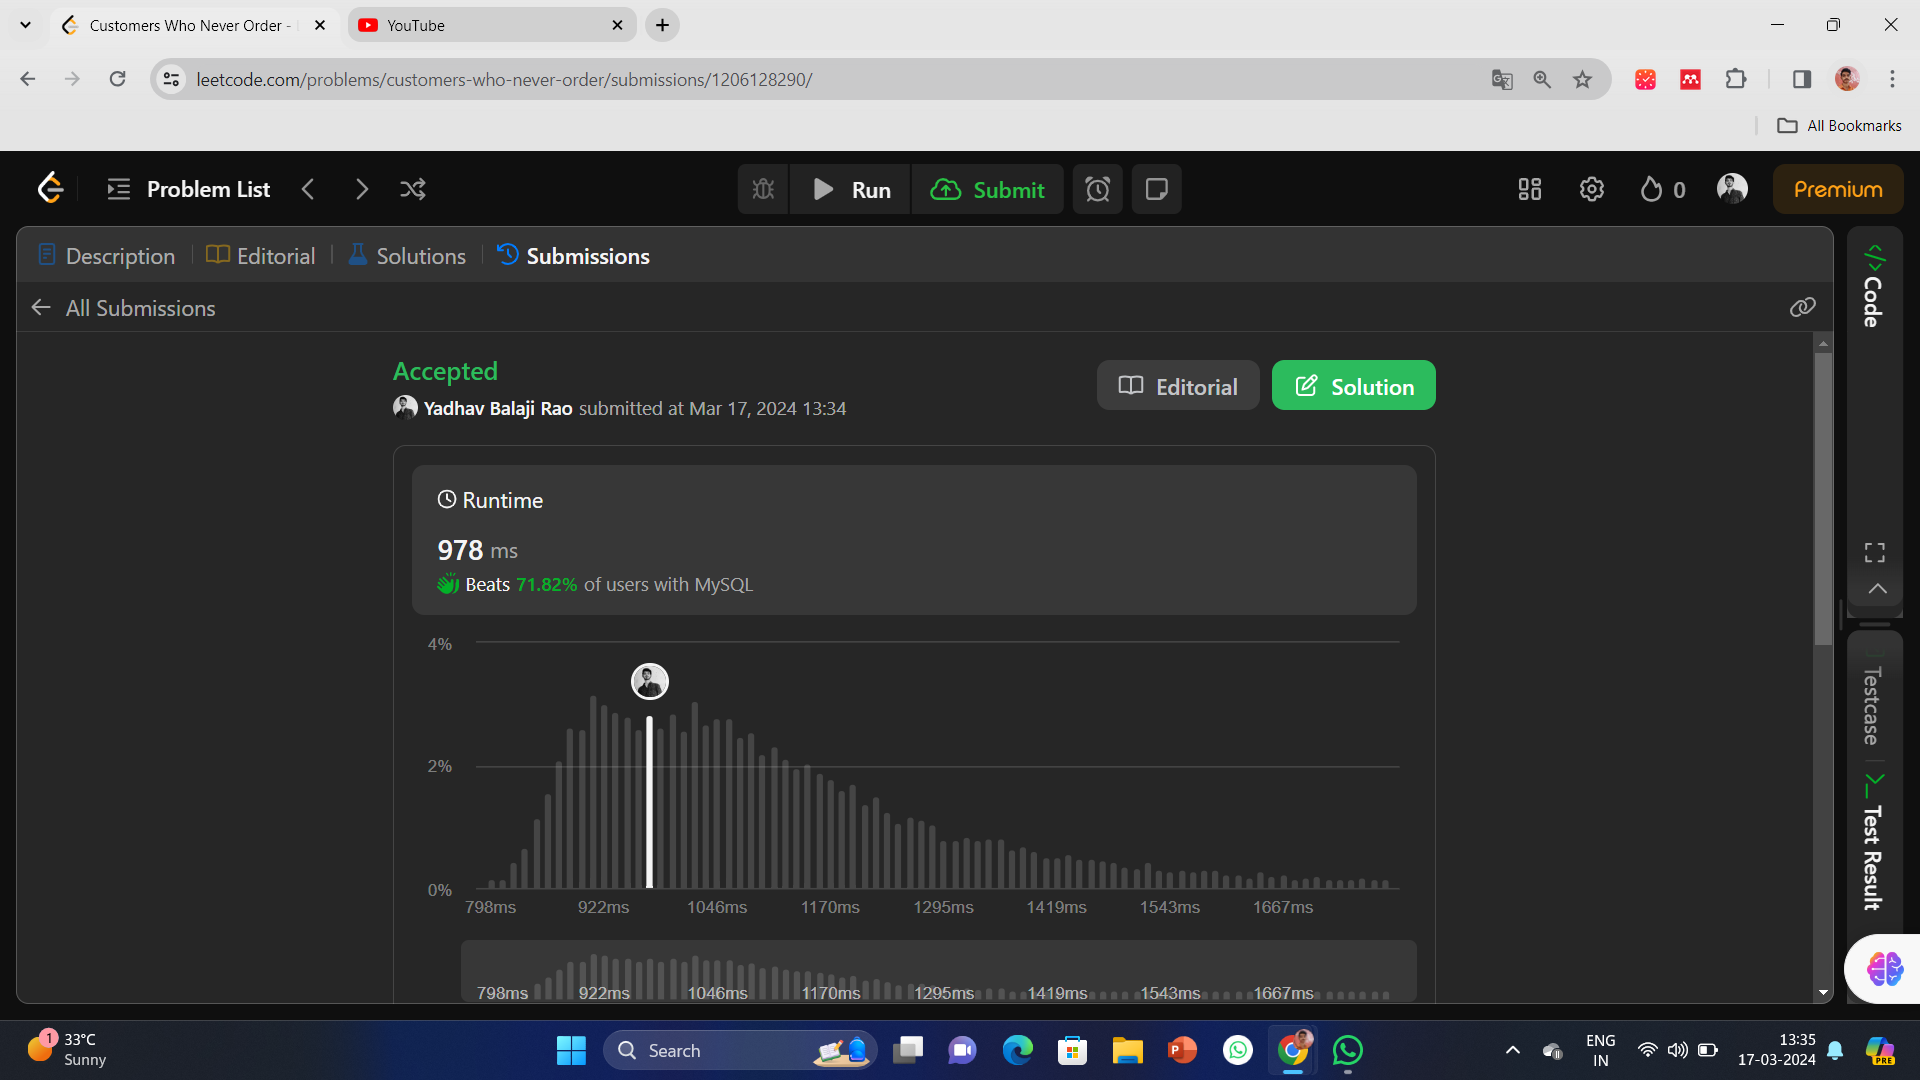 Customers Who Never Order -
YouTube
leetcode.com/problems/customers-who-never-order/submissions/1206128290/
All Bookmarks
Problem List
Run
Submit
0
Premium
Description
Editorial
Solutions
Submissions
All Submissions
Accepted
Yadhav Balaji Rao submitted at Mar 17, 2024 13:34
Editorial
Solution
Runtime
978 ms
Beats 71.82% of users with MySQL
4%
2%
0%
798ms 922ms 1046ms 1170ms 1295ms 1419ms 1543ms 1667ms
798ms 922ms 1046ms 1170ms 1295ms 1419ms 1543ms 1667ms
Code
Testcase
Test Result
1
33°C
Sunny
Search
P
ENG
IN
13:35
17-03-2024
PRE